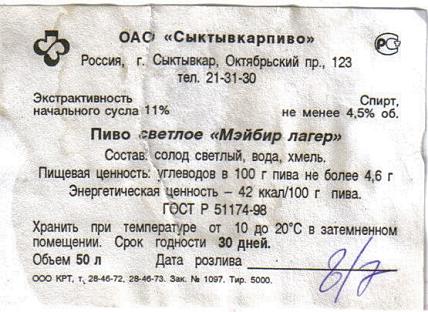 ОАО «Сыктывкарпиво»
Россия, г. Сыктывкар, Октябрьский пр., 123
тел. 21-31-30
Экстрактивность
начального сусла 11%
Спирт,
не менее 4,5% об.
Пиво светлое «Мэйбир лагер»
Состав: солод светлый, вода, хмель.
Пищевая ценность: углеводов в 100 г пива не более 4,6 г
Энергетическая ценность – 42 ккал/100 г пива.
ГОСТ Р 51174-98
Хранить при температуре от 10 до 20°С в затемненном
помещении. Срок годности 30 дней.
Объем 50 л Дата розлива 8/7
ООО КРТ, т. 28-46-72, 28-46-73. Зак. № 1097. Тир. 5000.